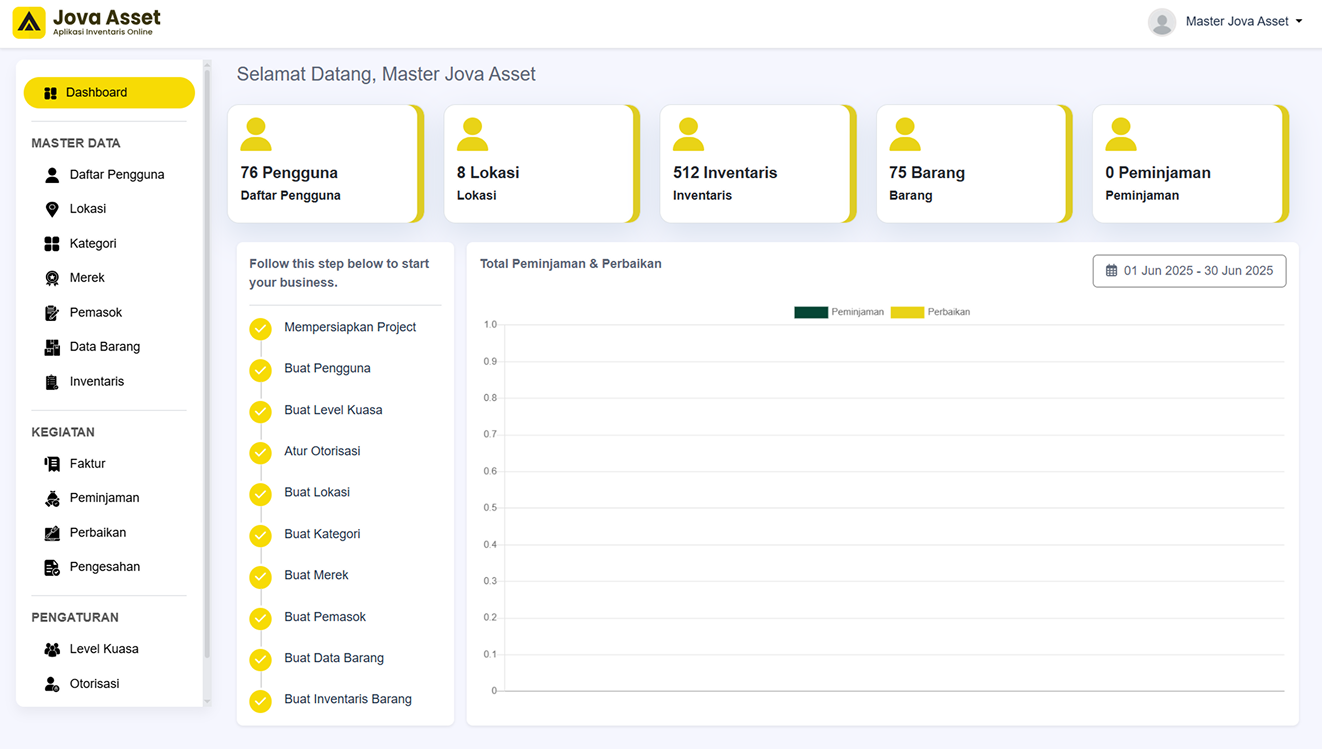 Jova Asset
Aplikasi Inventaris Online
Master Jova Asset
Dashboard
MASTER DATA
Daftar Pengguna
Lokasi
Kategori
Merek
Pemasok
Data Barang
Inventaris
KEGIATAN
Faktur
Peminjaman
Perbaikan
Pengesahan
PENGATURAN
Level Kuasa
Otorisasi
Selamat Datang, Master Jova Asset
76 Pengguna
Daftar Pengguna
8 Lokasi
Lokasi
512 Inventaris
Inventaris
75 Barang
Barang
0 Peminjaman
Peminjaman
Follow this step below to start
your business.
Mempersiapkan Project
Buat Pengguna
Buat Level Kuasa
Atur Otorisasi
Buat Lokasi
Buat Kategori
Buat Merek
Buat Pemasok
Buat Data Barang
Buat Inventaris Barang
Total Peminjaman & Perbaikan
01 Jun 2025 - 30 Jun 2025
Peminjaman
Perbaikan
1.0
0.9
0.8
0.7
0.6
0.5
0.4
0.3
0.2
0.1
0